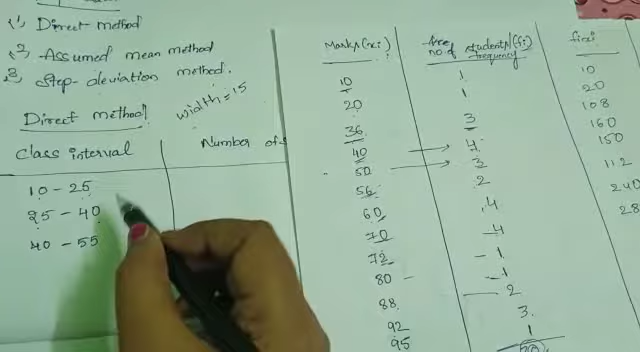 (1) Direct method
(2) Assumed mean method
(3) Step-deviation method.
Direct method
width=15
Class interval
Number of
10 - 25
25 - 40
40 - 55
Marks(xi)
no. of students(fi)
frequency
fixi
10 1 10
20 1 20
36 3 108
40 → 4 160
50 → 3 150
56 2 112
60 4 240
70 4 28
72 - 1
80 - 1
88 2
92 3
95 1